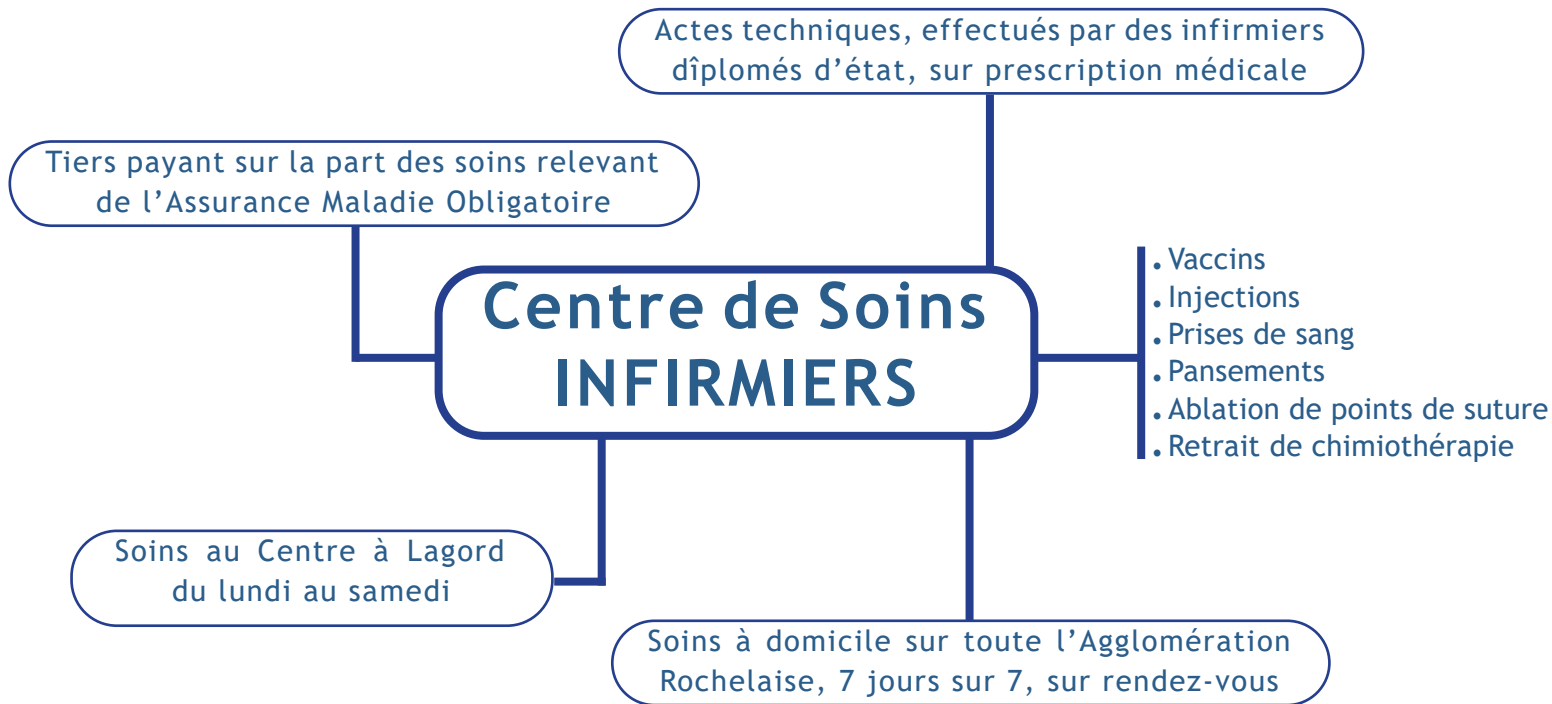 Actes techniques, effectués par des infirmiers
dîplomés d’état, sur prescription médicale
Tiers payant sur la part des soins relevant
de l’Assurance Maladie Obligatoire
Centre de Soins
INFIRMIERS
. Vaccins
. Injections
. Prises de sang
. Pansements
. Ablation de points de suture
. Retrait de chimiothérapie
Soins au Centre à Lagord
du lundi au samedi
Soins à domicile sur toute l’Agglomération
Rochelaise, 7 jours sur 7, sur rendez-vous